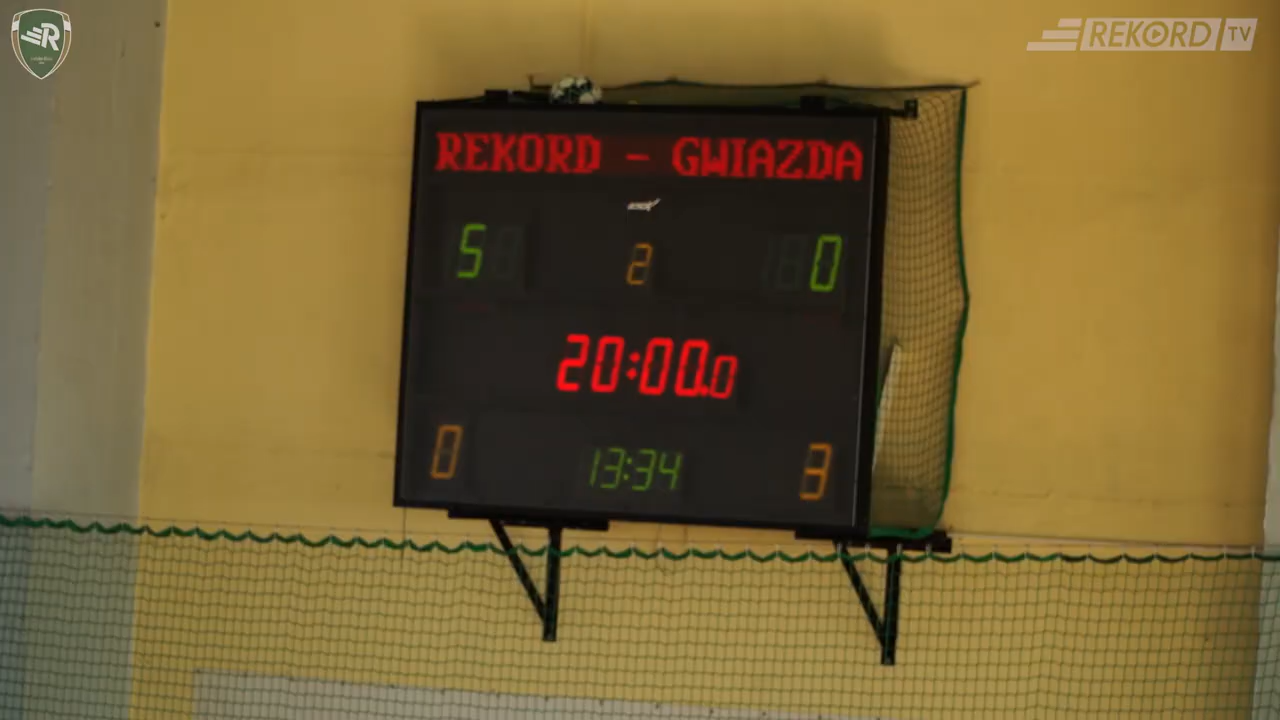 REKORD TV
REKORD - GWIAZDA
5 2 0
20:00.0
0 13:34 3